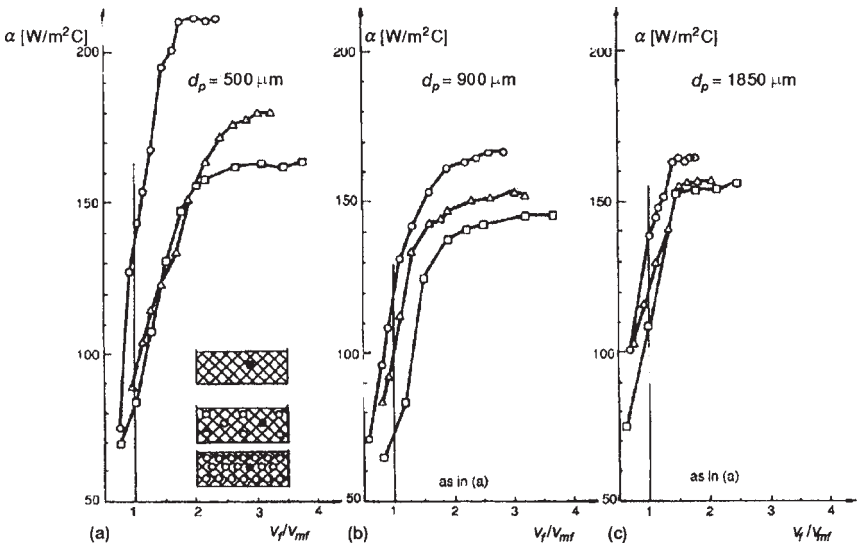 α [W/m²C]
200
150
100
50
d_p = 500 μm
1
2
3
4
(a)
v_f/v_mf
α [W/m²C]
200
150
100
50
d_p = 900 μm
as in (a)
1
2
3
4
(b)
v_f/v_mf
α [W/m²C]
200
150
100
50
d_p = 1850 μm
as in (a)
1
2
3
4
(c)
v_f/v_mf